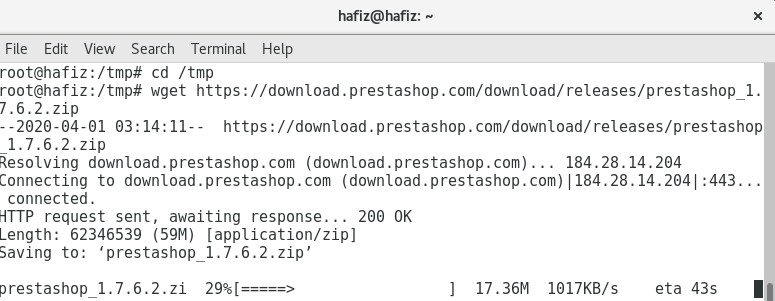 hafiz@hafiz: ~
×
File Edit View Search Terminal Help
root@hafiz:/tmp# cd /tmp
root@hafiz:/tmp# wget https://download.prestashop.com/download/releases/prestashop_1.
7.6.2.zip
--2020-04-01 03:14:11--  https://download.prestashop.com/download/releases/prestashop
_1.7.6.2.zip
Resolving download.prestashop.com (download.prestashop.com)... 184.28.14.204
Connecting to download.prestashop.com (download.prestashop.com)|184.28.14.204|:443...
 connected.
HTTP request sent, awaiting response... 200 OK
Length: 62346539 (59M) [application/zip]
Saving to: ‘prestashop_1.7.6.2.zip’
prestashop_1.7.6.2.zi  29%[=====>                  ]  17.36M  1017KB/s    eta 43s